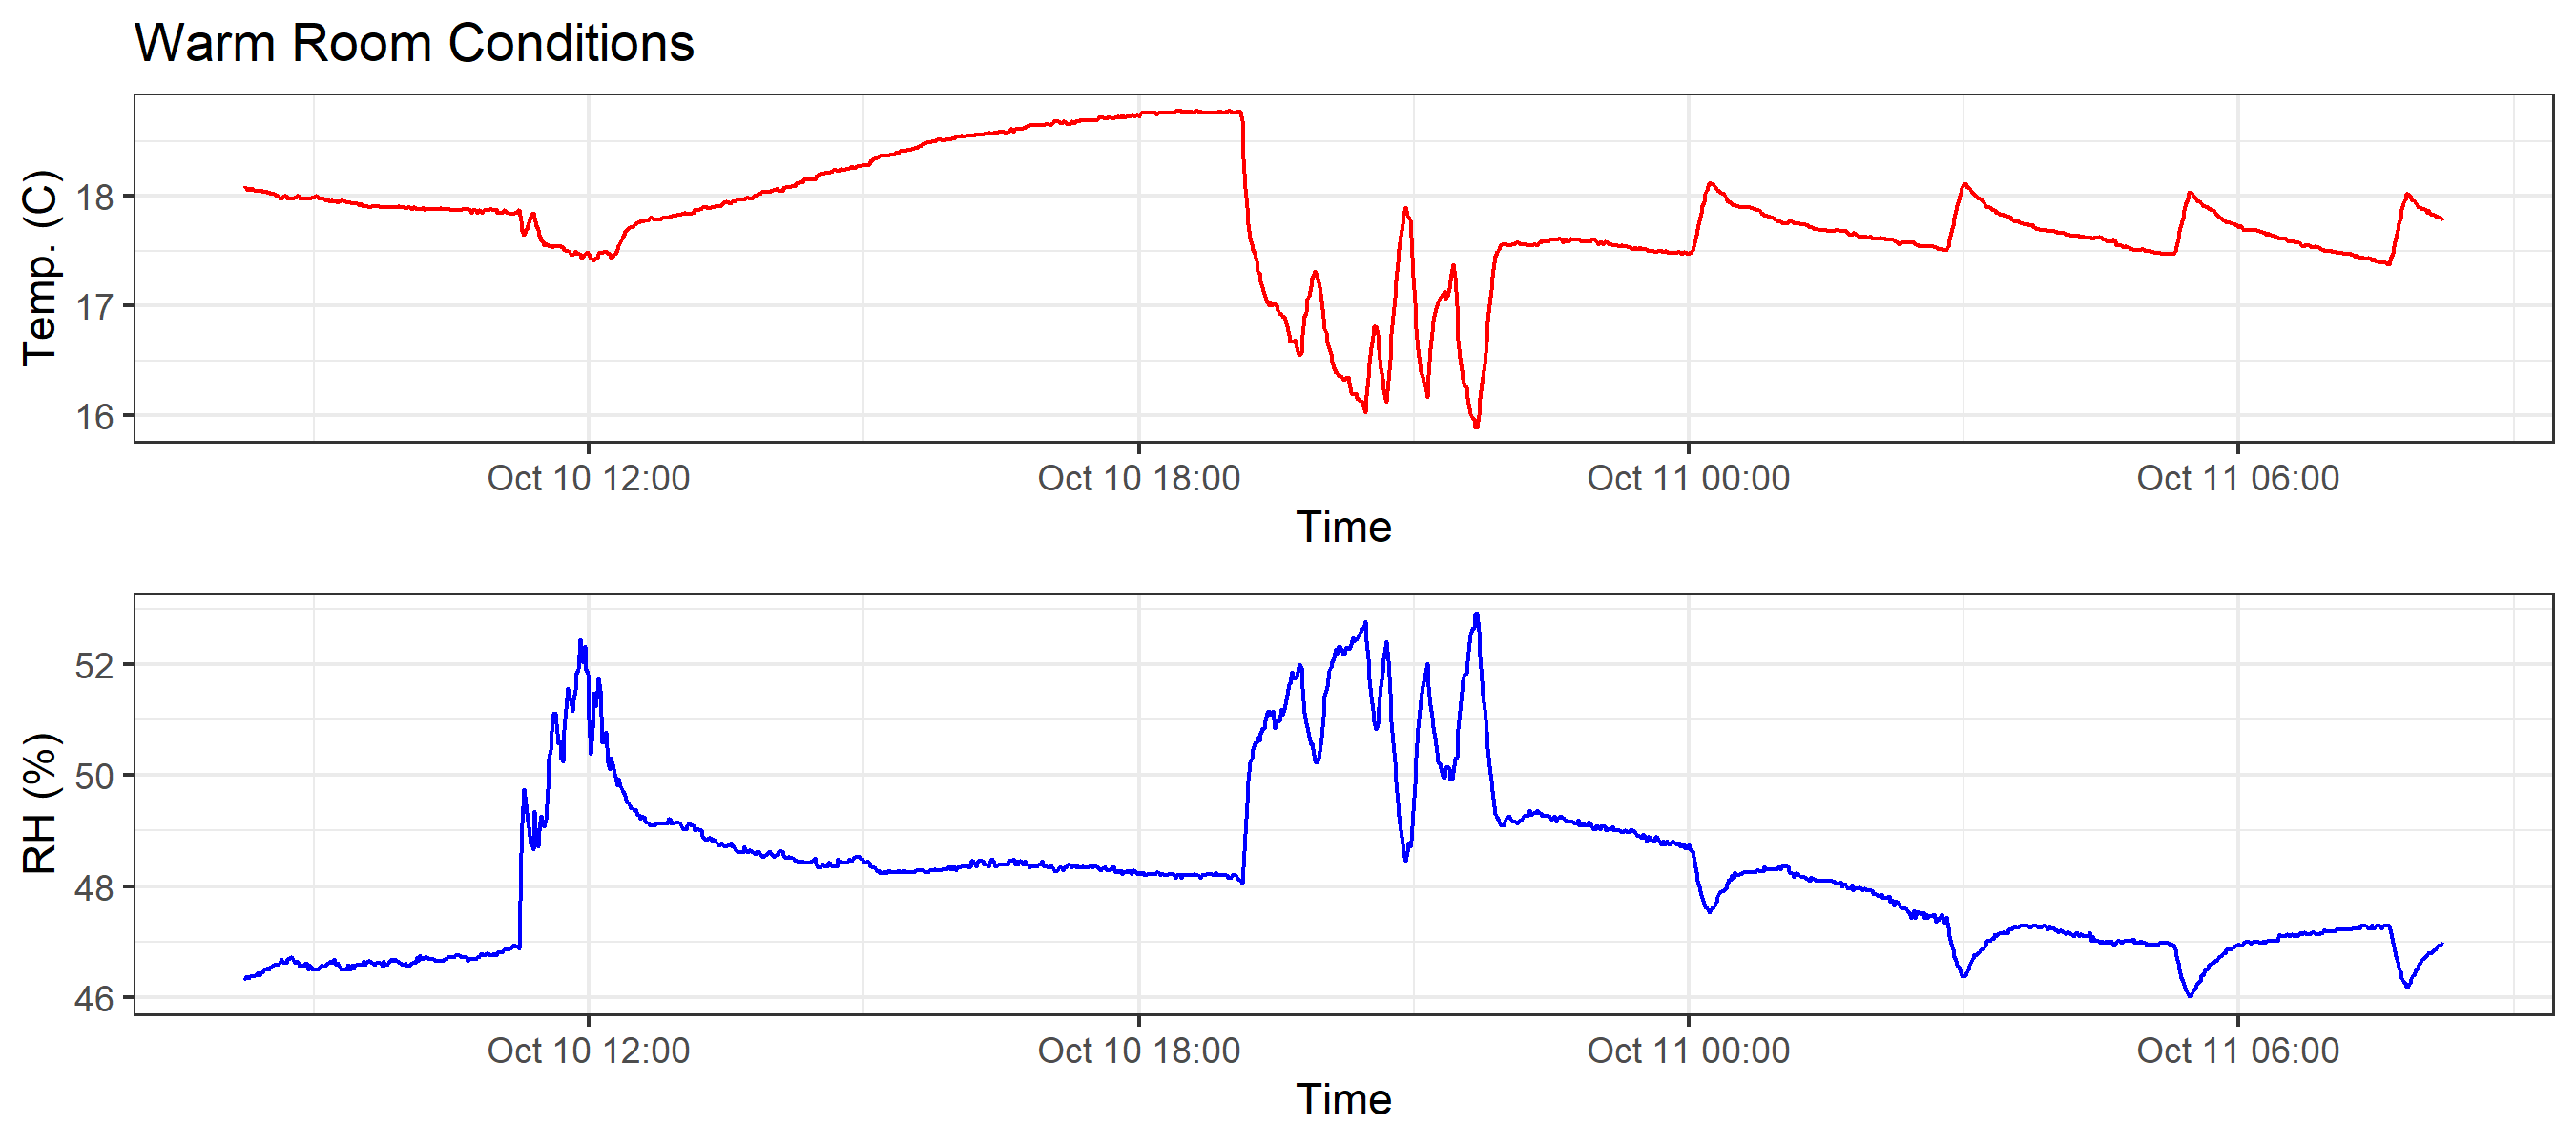 Warm Room Conditions
Temp. (C)
18
17
16
Oct 10 12:00 Oct 10 18:00 Oct 11 00:00 Oct 11 06:00
Time
RH (%)
52
50
48
46
Oct 10 12:00 Oct 10 18:00 Oct 11 00:00 Oct 11 06:00
Time